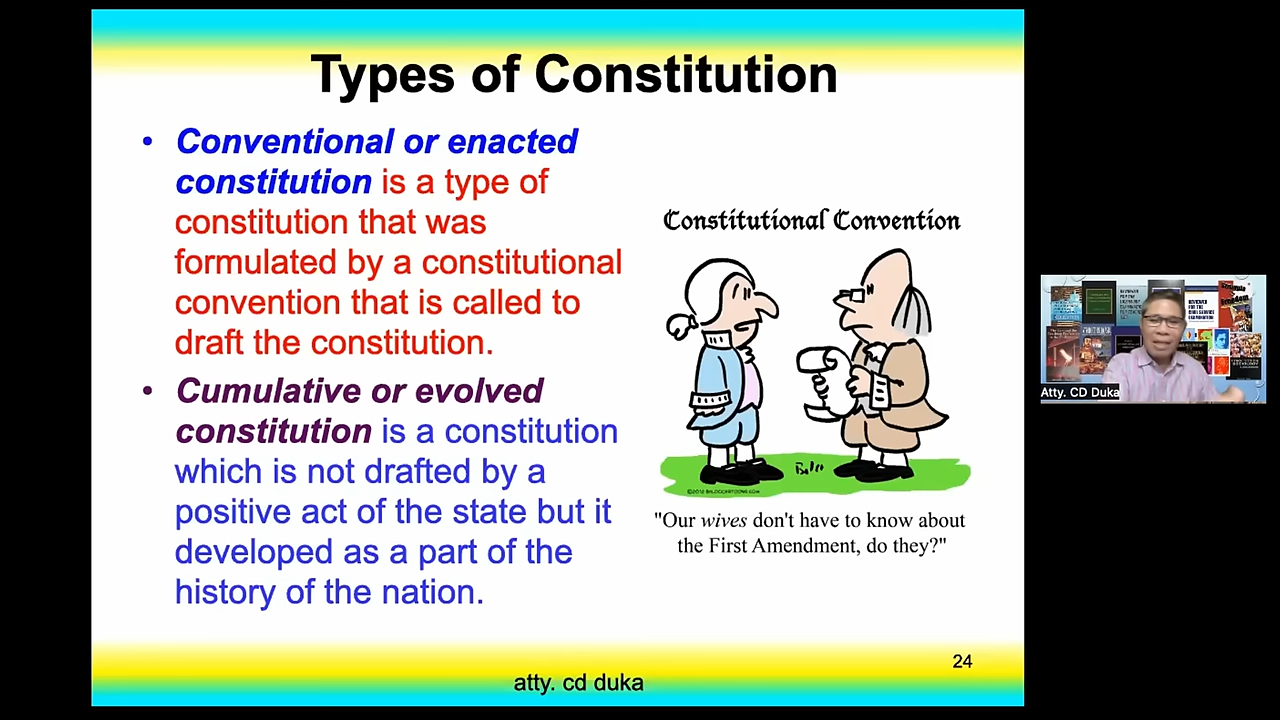 Types of Constitution
• Conventional or enacted
constitution is a type of
constitution that was
formulated by a constitutional
convention that is called to
draft the constitution.
• Cumulative or evolved
constitution is a constitution
which is not drafted by a
positive act of the state but it
developed as a part of the
history of the nation.
Constitutional Convention
"Our wives don't have to know about
the First Amendment, do they?"
24
atty. cd duka
Atty. CD Duka